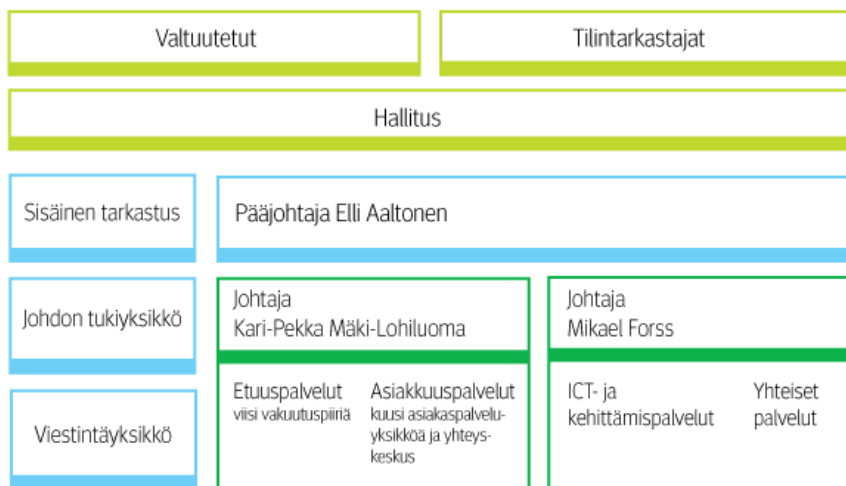 Valtuutetut
Tilintarkastajat
Hallitus
Sisäinen tarkastus
Pääjohtaja Elli Aaltonen
Johdon tukiyksikkö
Johtaja
Kari-Pekka Mäki-Lohiluoma
Johtaja
Mikael Forss
Viestintäyksikkö
Etuuspalvelut
viisi vakuutuspiiriä
Asiakkuuspalvelut
kuusi asiakaspalvelu-
yksikköä ja yhteys-
keskus
ICT- ja
kehittämispalvelut
Yhteiset
palvelut